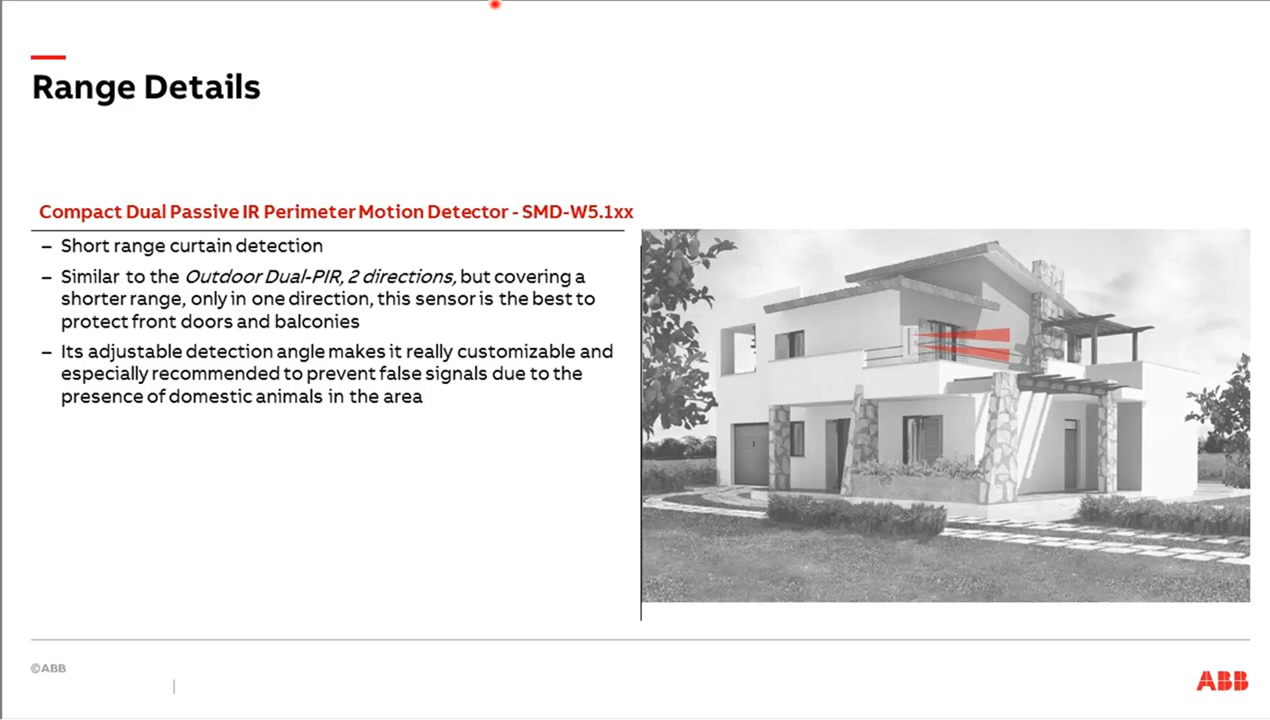 Range Details
Compact Dual Passive IR Perimeter Motion Detector - SMD-W5.1xx
– Short range curtain detection
– Similar to the Outdoor Dual-PIR, 2 directions, but covering a
shorter range, only in one direction, this sensor is the best to
protect front doors and balconies
– Its adjustable detection angle makes it really customizable and
especially recommended to prevent false signals due to the
presence of domestic animals in the area
©ABB
ABB